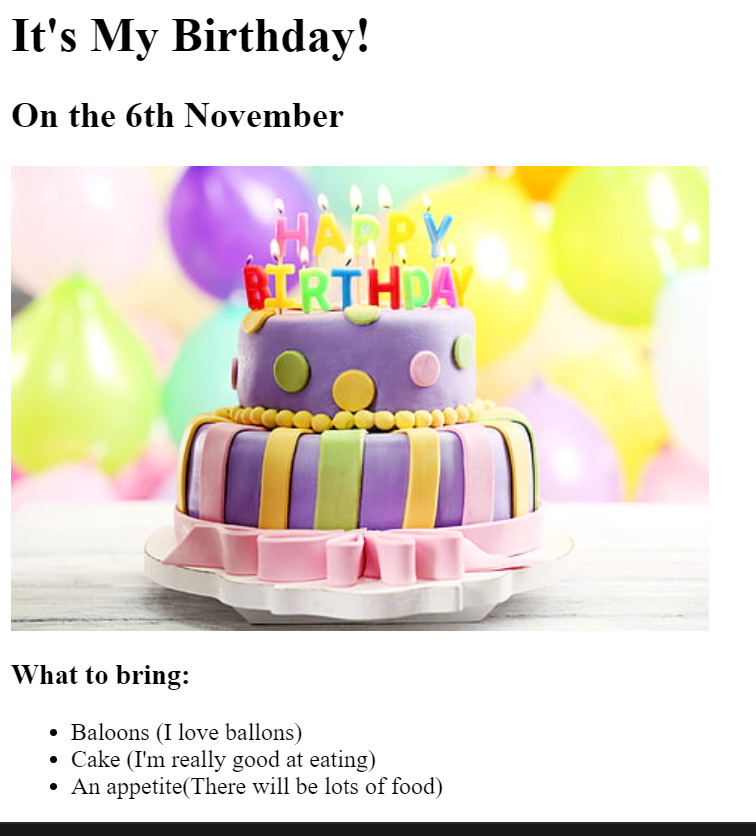 It's My Birthday!
On the 6th November
HAPPY
BIRTHDAY
What to bring:
Baloons (I love ballons)
Cake (I'm really good at eating)
An appetite(There will be lots of food)